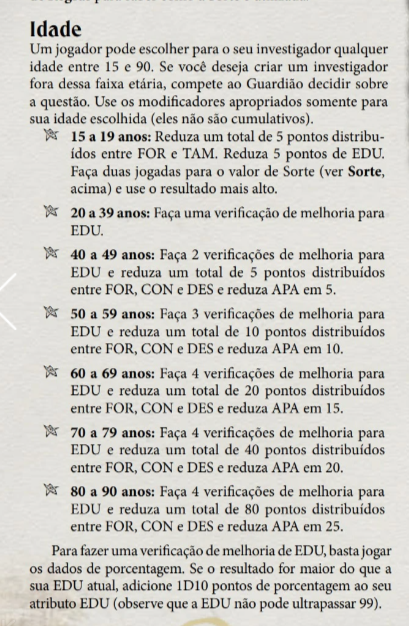 Idade
Um jogador pode escolher para o seu investigador qualquer
idade entre 15 e 90. Se você deseja criar um investigador
fora dessa faixa etária, compete ao Guardião decidir sobre
a questão. Use os modificadores apropriados somente para
sua idade escolhida (eles não são cumulativos).
15 a 19 anos: Reduza um total de 5 pontos distribu-
ídos entre FOR e TAM. Reduza 5 pontos de EDU.
Faça duas jogadas para o valor de Sorte (ver Sorte,
acima) e use o resultado mais alto.
20 a 39 anos: Faça uma verificação de melhoria para
EDU.
40 a 49 anos: Faça 2 verificações de melhoria para
EDU e reduza um total de 5 pontos distribuídos
entre FOR, CON e DES e reduza APA em 5.
50 a 59 anos: Faça 3 verificações de melhoria para
EDU e reduza um total de 10 pontos distribuídos
entre FOR, CON e DES e reduza APA em 10.
60 a 69 anos: Faça 4 verificações de melhoria para
EDU e reduza um total de 20 pontos distribuídos
entre FOR, CON e DES e reduza APA em 15.
70 a 79 anos: Faça 4 verificações de melhoria para
EDU e reduza um total de 40 pontos distribuídos
entre FOR, CON e DES e reduza APA em 20.
80 a 90 anos: Faça 4 verificações de melhoria para
EDU e reduza um total de 80 pontos distribuídos
entre FOR, CON e DES e reduza APA em 25.
Para fazer uma verificação de melhoria de EDU, basta jogar
os dados de porcentagem. Se o resultado for maior do que a
sua EDU atual, adicione 1D10 pontos de porcentagem ao seu
atributo EDU (observe que a EDU não pode ultrapassar 99).